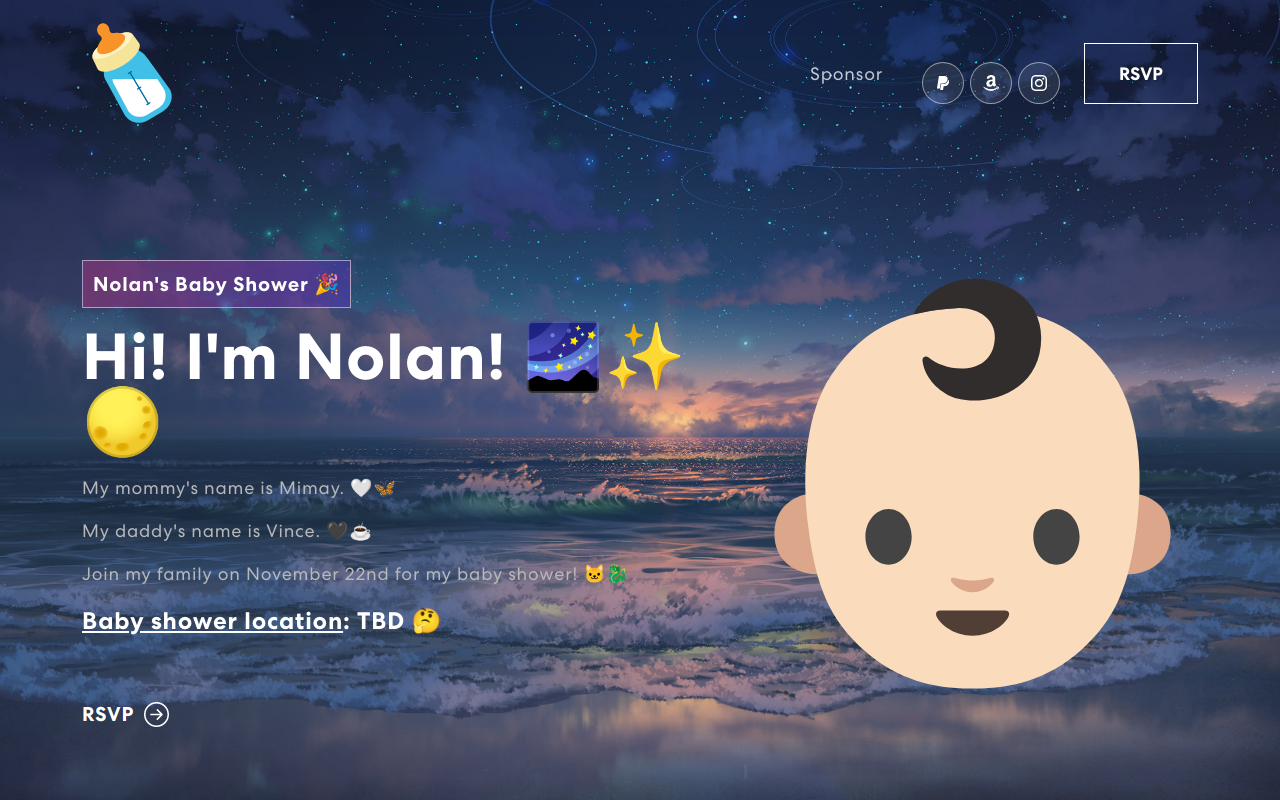 Sponsor
RSVP
Nolan's Baby Shower 🎉
Hi! I'm Nolan! 🌌✨
🌕
My mommy's name is Mimay. 🤍🦋
My daddy's name is Vince. 🖤☕
Join my family on November 22nd for my baby shower! 🐱🐉
Baby shower location: TBD 🤔
RSVP